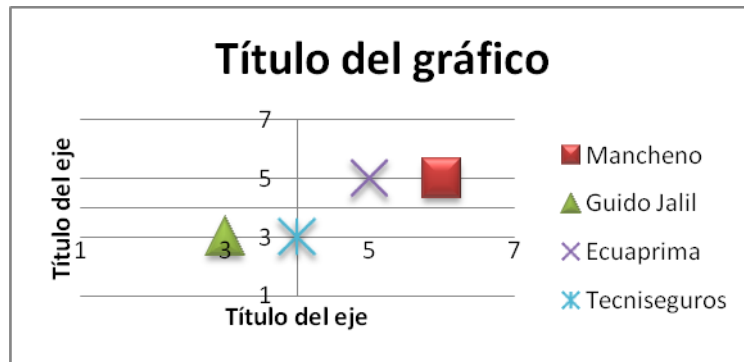 Título del gráfico
Título del eje
7
5
3
1
1 3 5 7
Título del eje
Mancheno
Guido Jalil
Ecuaprima
Tecniseguros